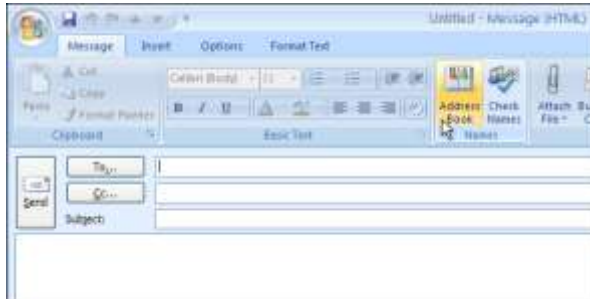 Untitled - Message (HTML)
Message Insert Options Format Text
Cut
Copy
Format Painter
Paste
Calibri (Body) 11
B I U
Address Book
Check Names
Attach File
Clipboard
Basic Text
Names
To...
Cc...
Send
Subject: